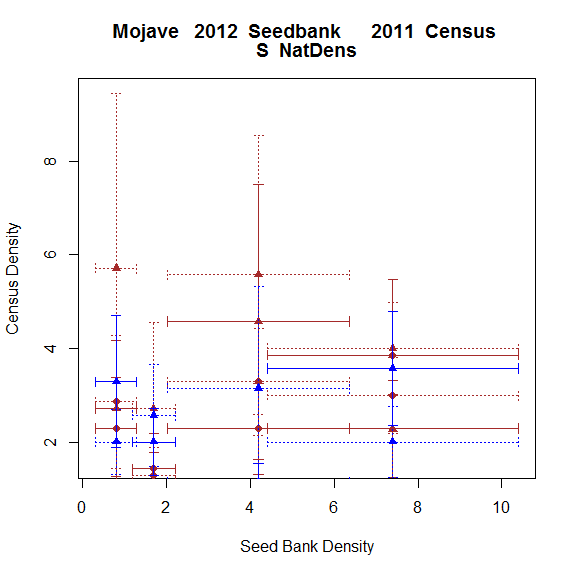 Mojave 2012 Seedbank 2011 Census
S NatDens
8
6
4
2
Census Density
0 2 4 6 8 10
Seed Bank Density